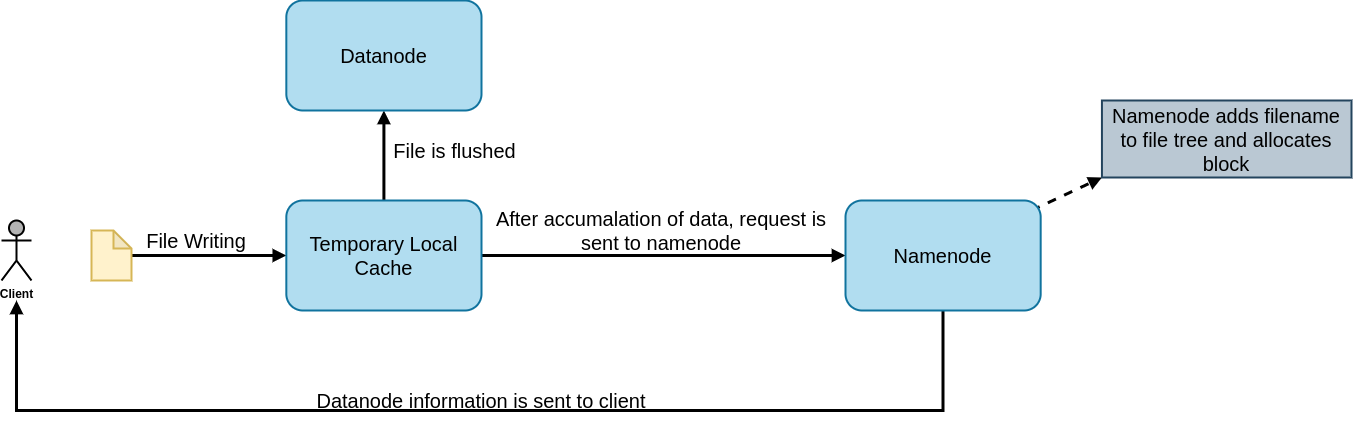 Datanode
File is flushed
Namenode adds filename
to file tree and allocates
block
After accumalation of data, request is
sent to namenode
File Writing
Temporary Local
Cache
Namenode
Client
Datanode information is sent to client